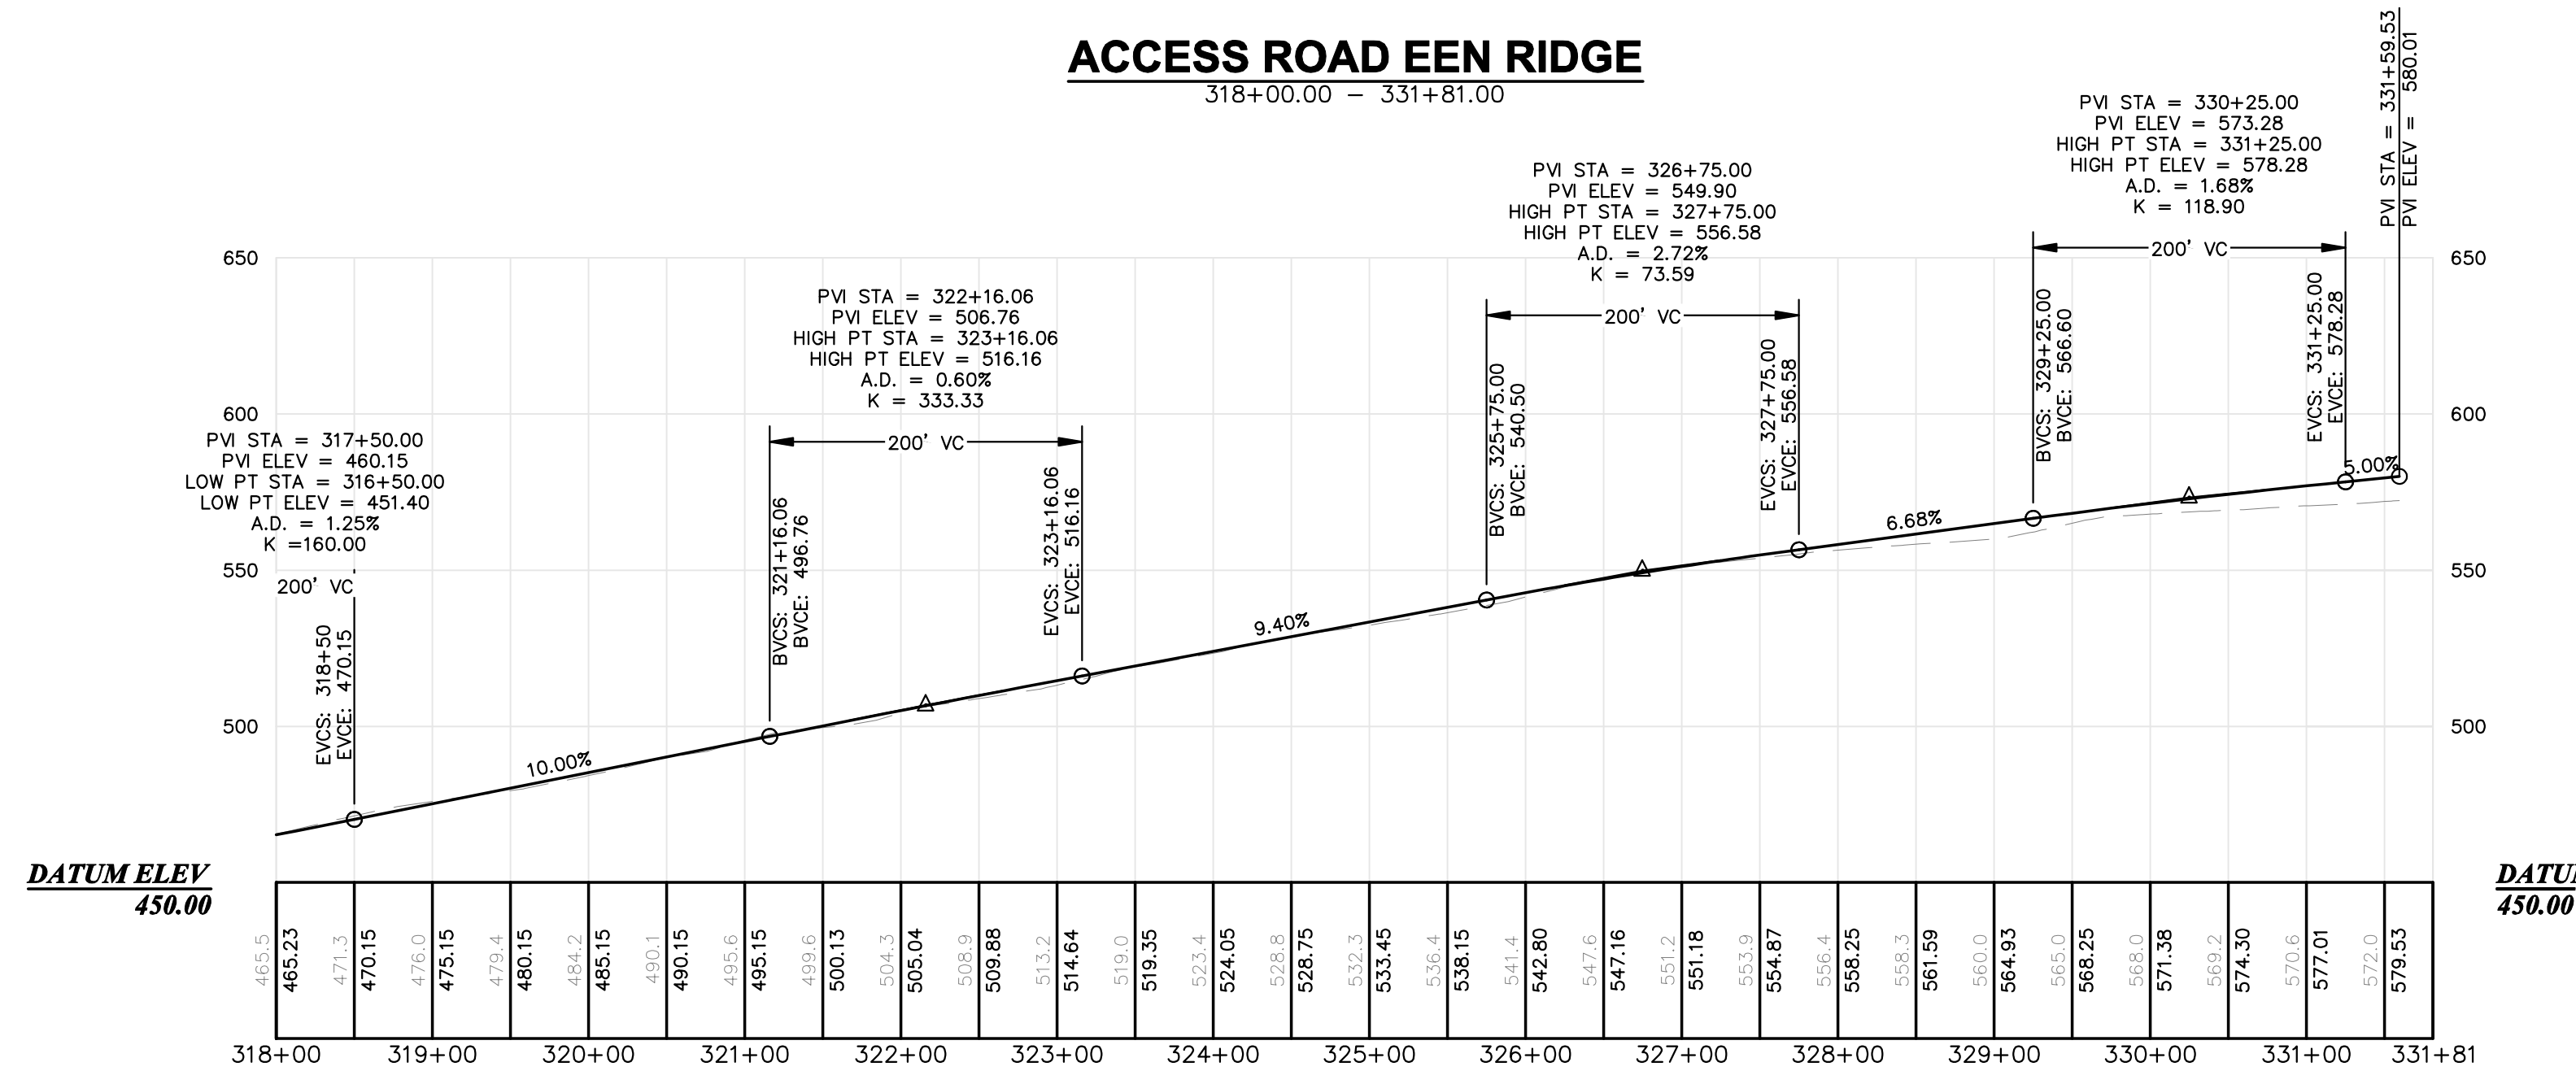 ACCESS ROAD EEN RIDGE
318+00.00 – 331+81.00
PVI STA = 317+50.00
PVI ELEV = 460.15
LOW PT STA = 316+50.00
LOW PT ELEV = 451.40
A.D. = 1.25%
K =160.00
200' VC
EVCS: 318+50
EVCE: 470.15
PVI STA = 322+16.06
PVI ELEV = 506.76
HIGH PT STA = 323+16.06
HIGH PT ELEV = 516.16
A.D. = 0.60%
K = 333.33
200' VC
BVCS: 321+16.06
BVCE: 496.76
EVCS: 323+16.06
EVCE: 516.16
PVI STA = 326+75.00
PVI ELEV = 549.90
HIGH PT STA = 327+75.00
HIGH PT ELEV = 556.58
A.D. = 2.72%
K = 73.59
200' VC
BVCS: 325+75.00
BVCE: 540.50
EVCS: 327+75.00
EVCE: 556.58
PVI STA = 330+25.00
PVI ELEV = 573.28
HIGH PT STA = 331+25.00
HIGH PT ELEV = 578.28
A.D. = 1.68%
K = 118.90
200' VC
BVCS: 329+25.00
BVCE: 566.60
EVCS: 331+25.00
EVCE: 578.28
PVI STA = 331+59.53
PVI ELEV = 580.01
10.00%
9.40%
6.68%
5.00%
650
600
550
500
650
600
550
500
DATUM ELEV
450.00
DATU
450.00
465.5
465.23
471.3
470.15
476.0
475.15
479.4
480.15
484.2
485.15
490.1
490.15
495.6
495.15
499.6
500.13
504.3
505.04
508.9
509.88
513.2
514.64
519.0
519.35
523.4
524.05
528.8
528.75
532.3
533.45
536.4
538.15
541.4
542.80
547.6
547.16
551.2
551.18
553.9
554.87
556.4
558.25
558.3
561.59
560.0
564.93
565.0
568.25
568.0
571.38
569.2
574.30
570.6
577.01
572.0
579.53
318+00 319+00 320+00 321+00 322+00 323+00 324+00 325+00 326+00 327+00 328+00 329+00 330+00 331+00 331+81